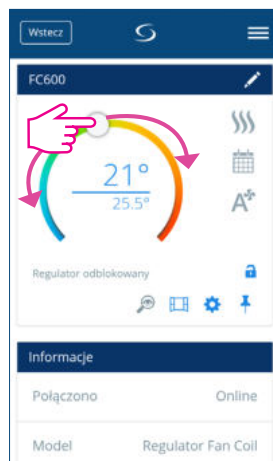 Wstecz
FC600
21°
25.5°
A
Regulator odblokowany
Informacje
Połączono Online
Model Regulator Fan Coil